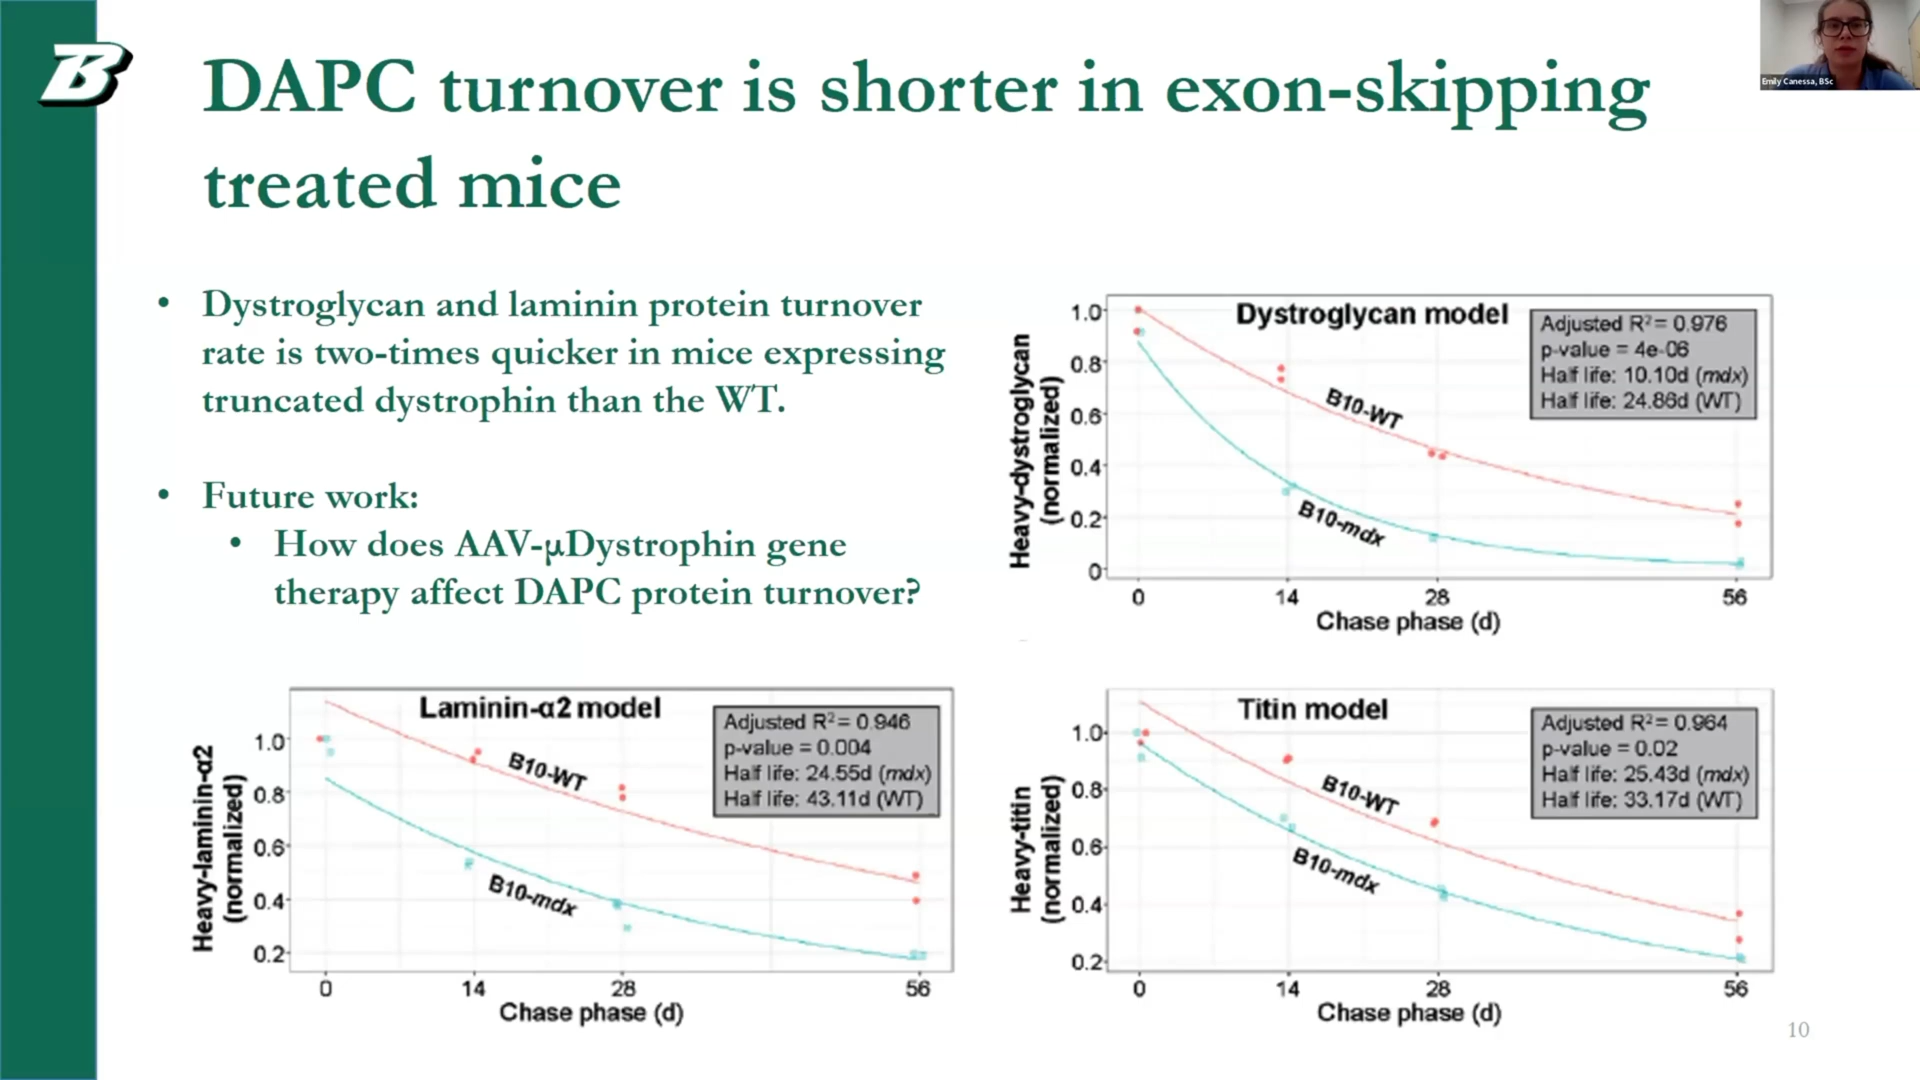 B
DAPC turnover is shorter in exon-skipping
treated mice
Emily Canessa, BSc
• Dystroglycan and laminin protein turnover
rate is two-times quicker in mice expressing
truncated dystrophin than the WT.
• Future work:
• How does AAV-μDystrophin gene
therapy affect DAPC protein turnover?
Dystroglycan model
Adjusted R²= 0.976
p-value = 4e-06
Half life: 10.10d (mdx)
Half life: 24.86d (WT)
Heavy-dystroglycan
(normalized)
1.0
0.8
0.6
0.4
0.2
0
B10-WT
B10-mdx
0 14 28 56
Chase phase (d)
Laminin-α2 model
Adjusted R²= 0.946
p-value = 0.004
Half life: 24.55d (mdx)
Half life: 43.11d (WT)
Heavy-laminin-α2
(normalized)
1.0
0.8
0.6
0.4
0.2
B10-WT
B10-mdx
0 14 28 56
Chase phase (d)
Titin model
Adjusted R²= 0.964
p-value = 0.02
Half life: 25.43d (mdx)
Half life: 33.17d (WT)
Heavy-titin
(normalized)
1.0
0.8
0.6
0.4
0.2
B10-WT
B10-mdx
0 14 28 56
Chase phase (d)
10